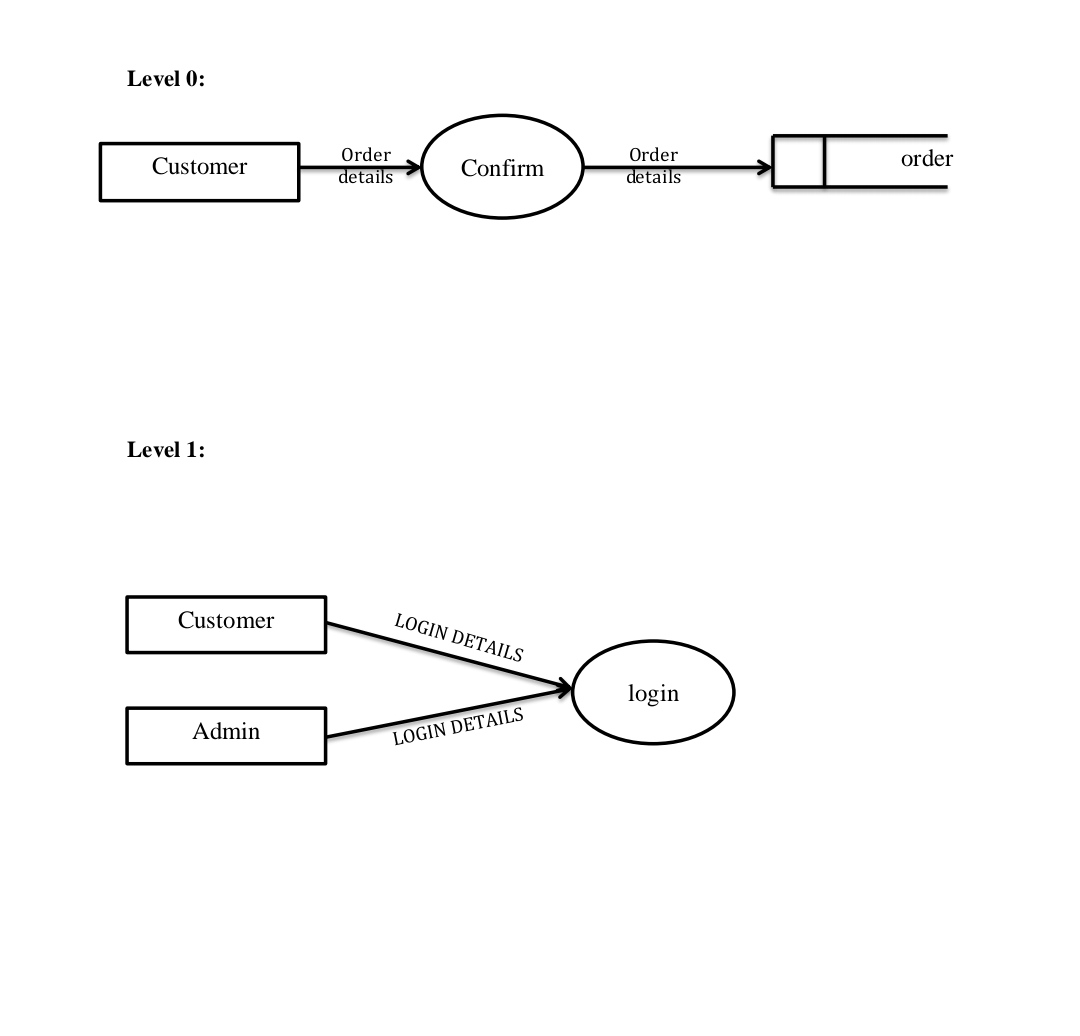 Level 0:
Customer
Order
details
Confirm
Order
details
order
Level 1:
Customer
LOGIN DETAILS
login
Admin
LOGIN DETAILS